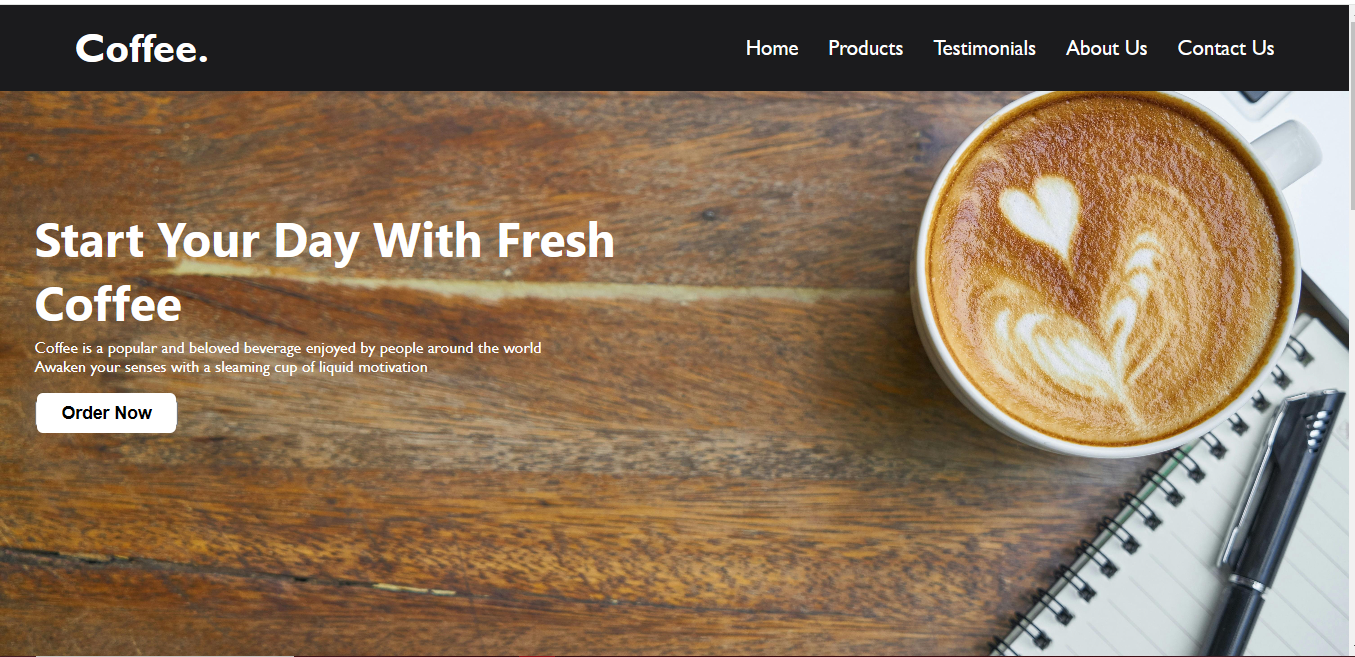 Coffee.
Home Products Testimonials About Us Contact Us
Start Your Day With Fresh
Coffee
Coffee is a popular and beloved beverage enjoyed by people around the world
Awaken your senses with a sleaming cup of liquid motivation
Order Now